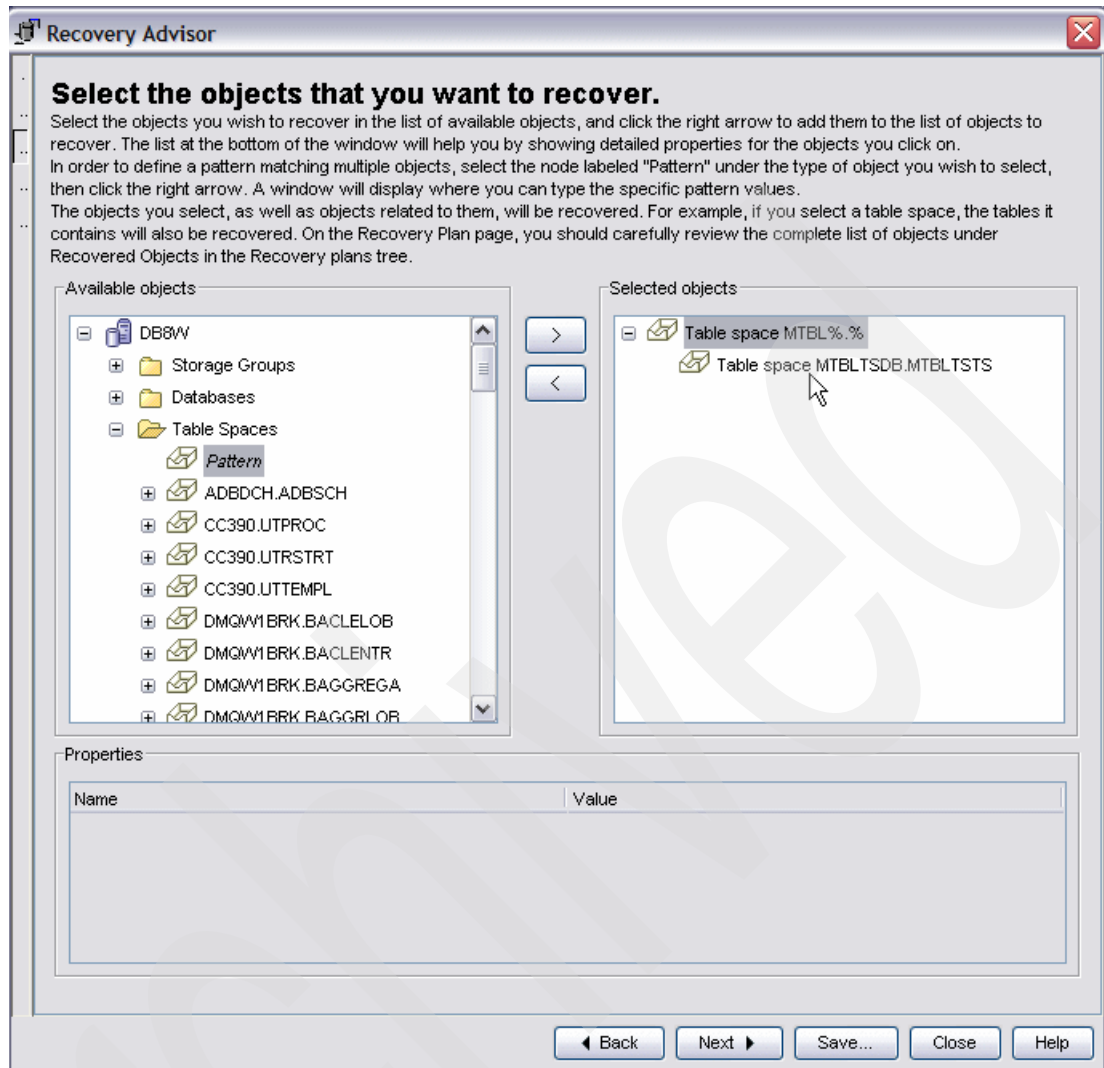 Recovery Advisor
Select the objects that you want to recover.
Select the objects you wish to recover in the list of available objects, and click the right arrow to add them to the list of objects to
recover. The list at the bottom of the window will help you by showing detailed properties for the objects you click on.
In order to define a pattern matching multiple objects, select the node labeled "Pattern" under the type of object you wish to select,
then click the right arrow. A window will display where you can type the specific pattern values.
The objects you select, as well as objects related to them, will be recovered. For example, if you select a table space, the tables it
contains will also be recovered. On the Recovery Plan page, you should carefully review the complete list of objects under
Recovered Objects in the Recovery plans tree.
Available objects
DB8W
Storage Groups
Databases
Table Spaces
Pattern
ADBDCH.ADBSCH
CC390.UTPROC
CC390.UTRSTRT
CC390.UTTEMPL
DMQW1BRK.BACLELOB
DMQW1BRK.BACLENTR
DMQW1BRK.BAGGREGA
DMQW1BRK.BAGGRLOB
>
<
Selected objects
Table space MTBL%.%
Table space MTBLTSDB.MTBLTSTS
Properties
Name Value
Back Next Save... Close Help